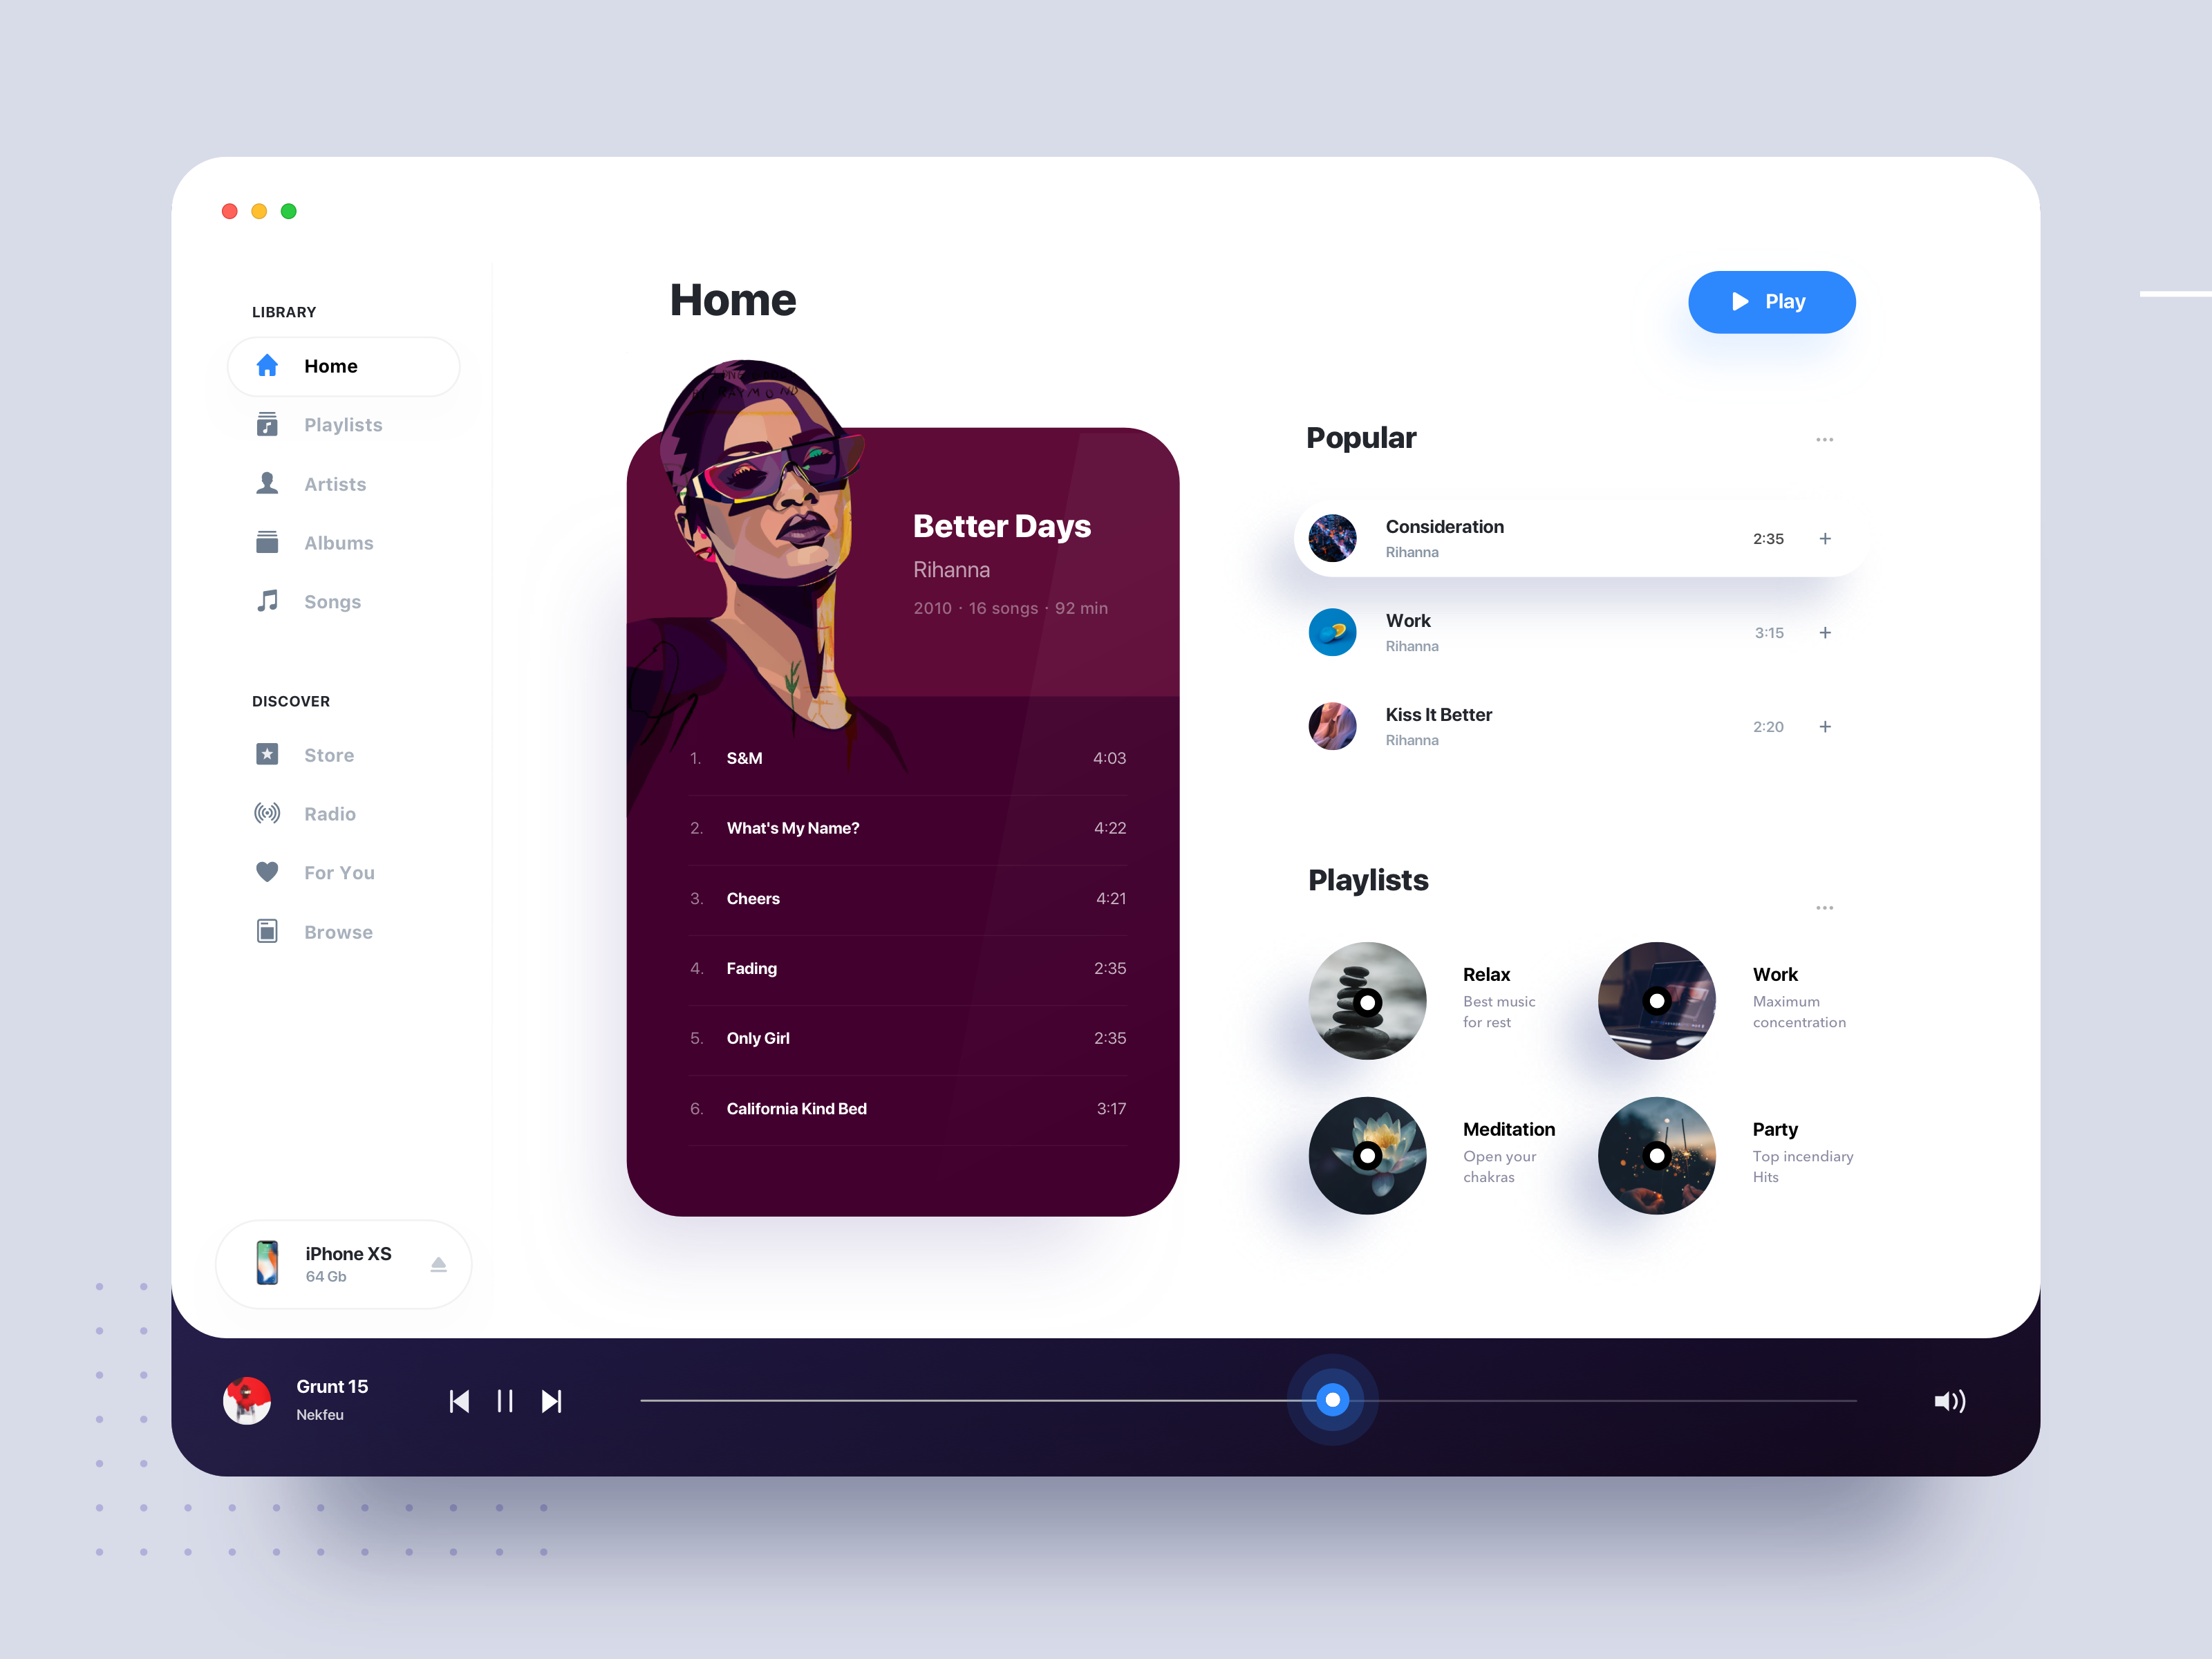 LIBRARY
Home
Playlists
Artists
Albums
Songs
DISCOVER
Store
Radio
For You
Browse
iPhone XS
64 Gb
Home
Play
Better Days
Rihanna
2010 · 16 songs · 92 min
1. S&M 4:03
2. What's My Name? 4:22
3. Cheers 4:21
4. Fading 2:35
5. Only Girl 2:35
6. California Kind Bed 3:17
Popular
Consideration
Rihanna
2:35
Work
Rihanna
3:15
Kiss It Better
Rihanna
2:20
Playlists
Relax
Best music
for rest
Work
Maximum
concentration
Meditation
Open your
chakras
Party
Top incendiary
Hits
Grunt 15
Nekfeu